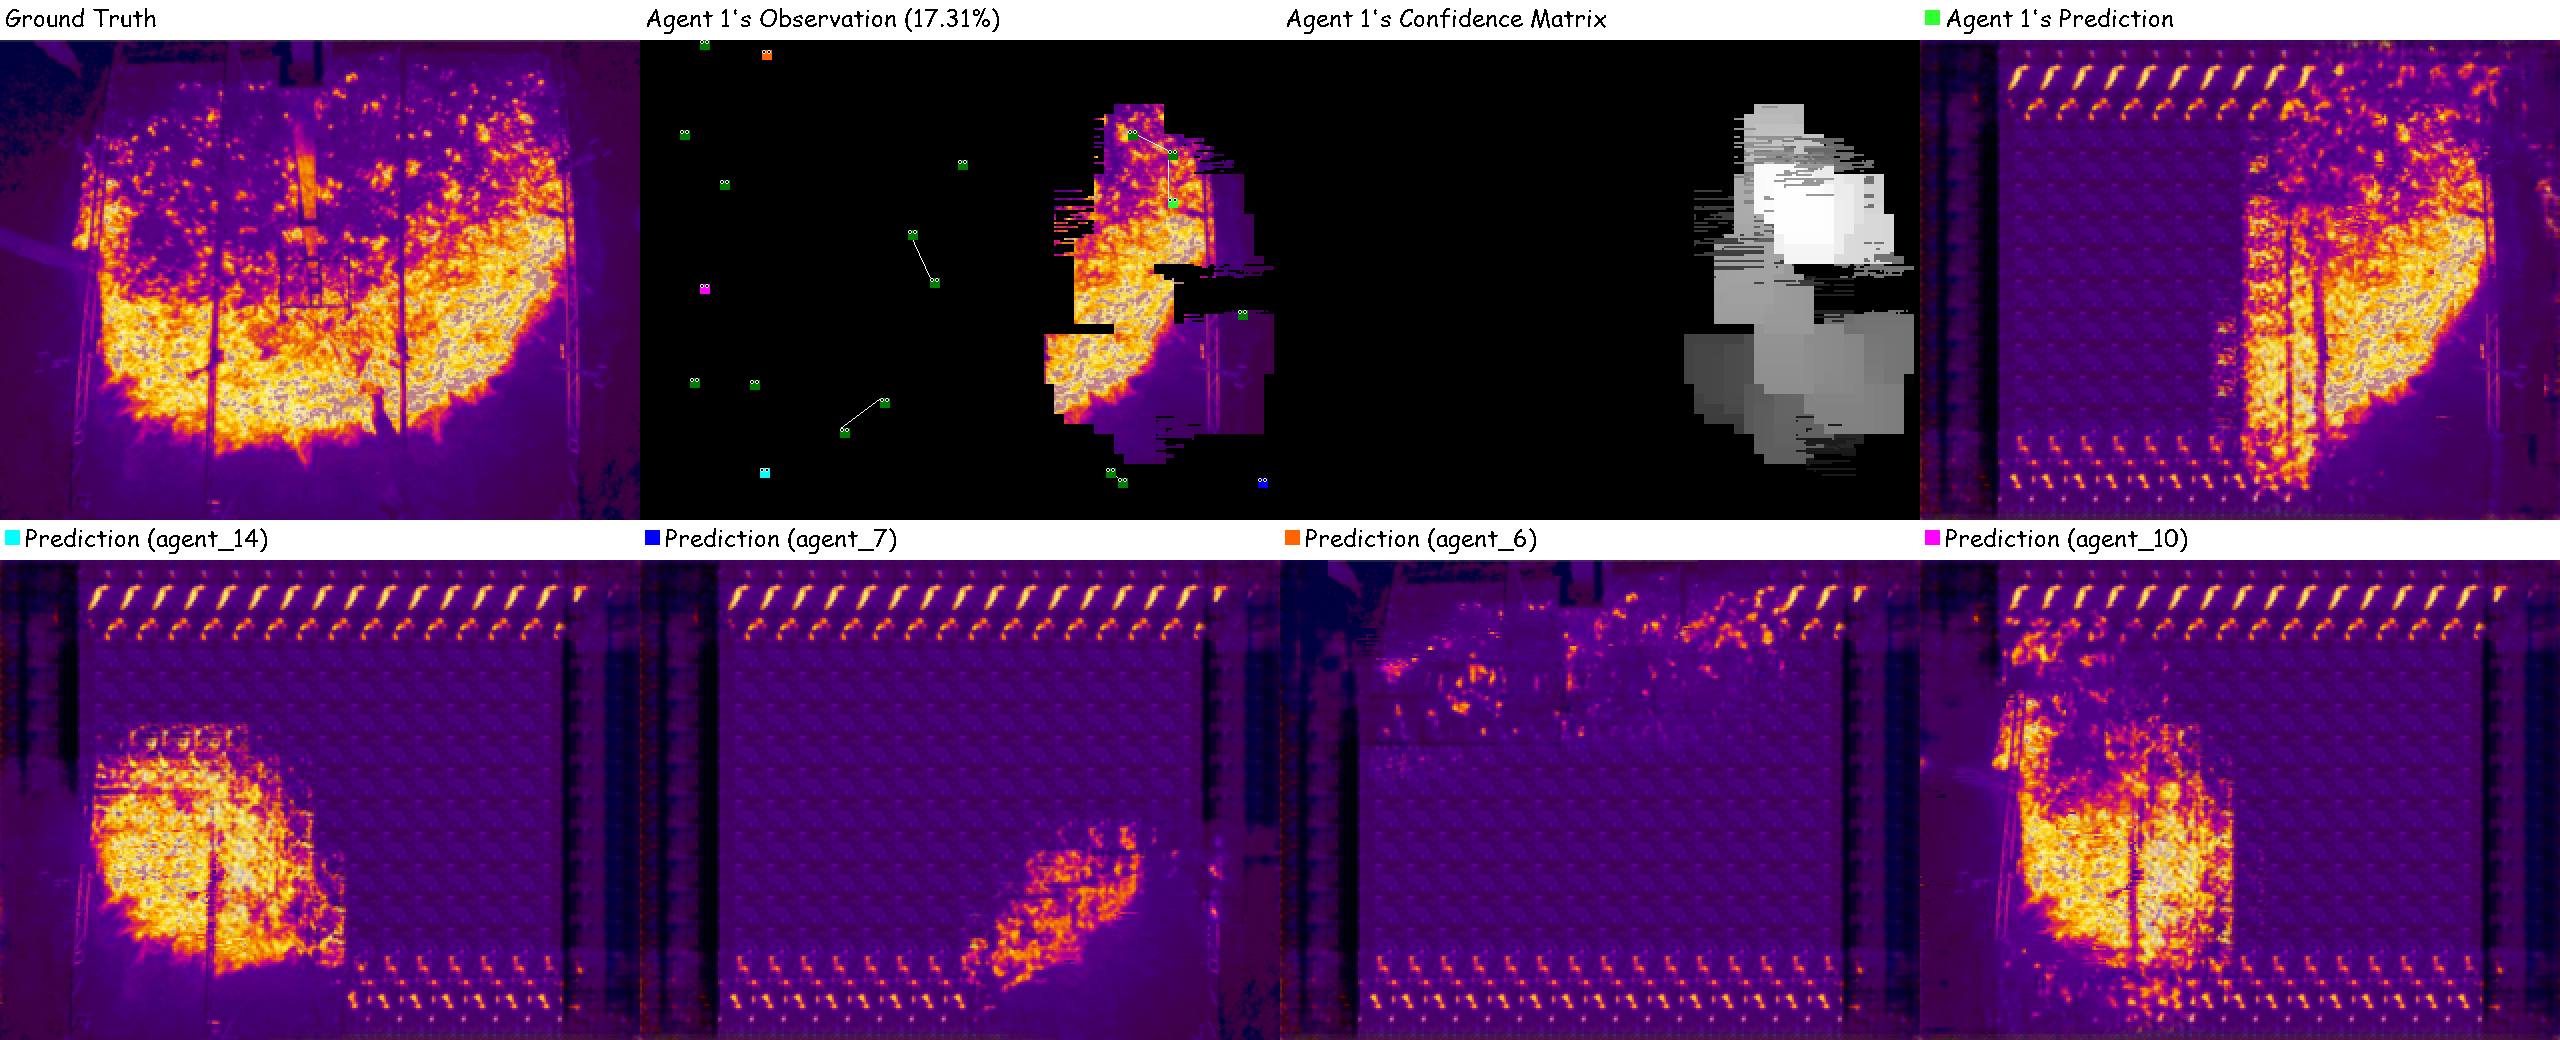 Ground Truth
Agent 1's Observation (17.31%)
Agent 1's Confidence Matrix
Agent 1's Prediction
Prediction (agent_14)
Prediction (agent_7)
Prediction (agent_6)
Prediction (agent_10)